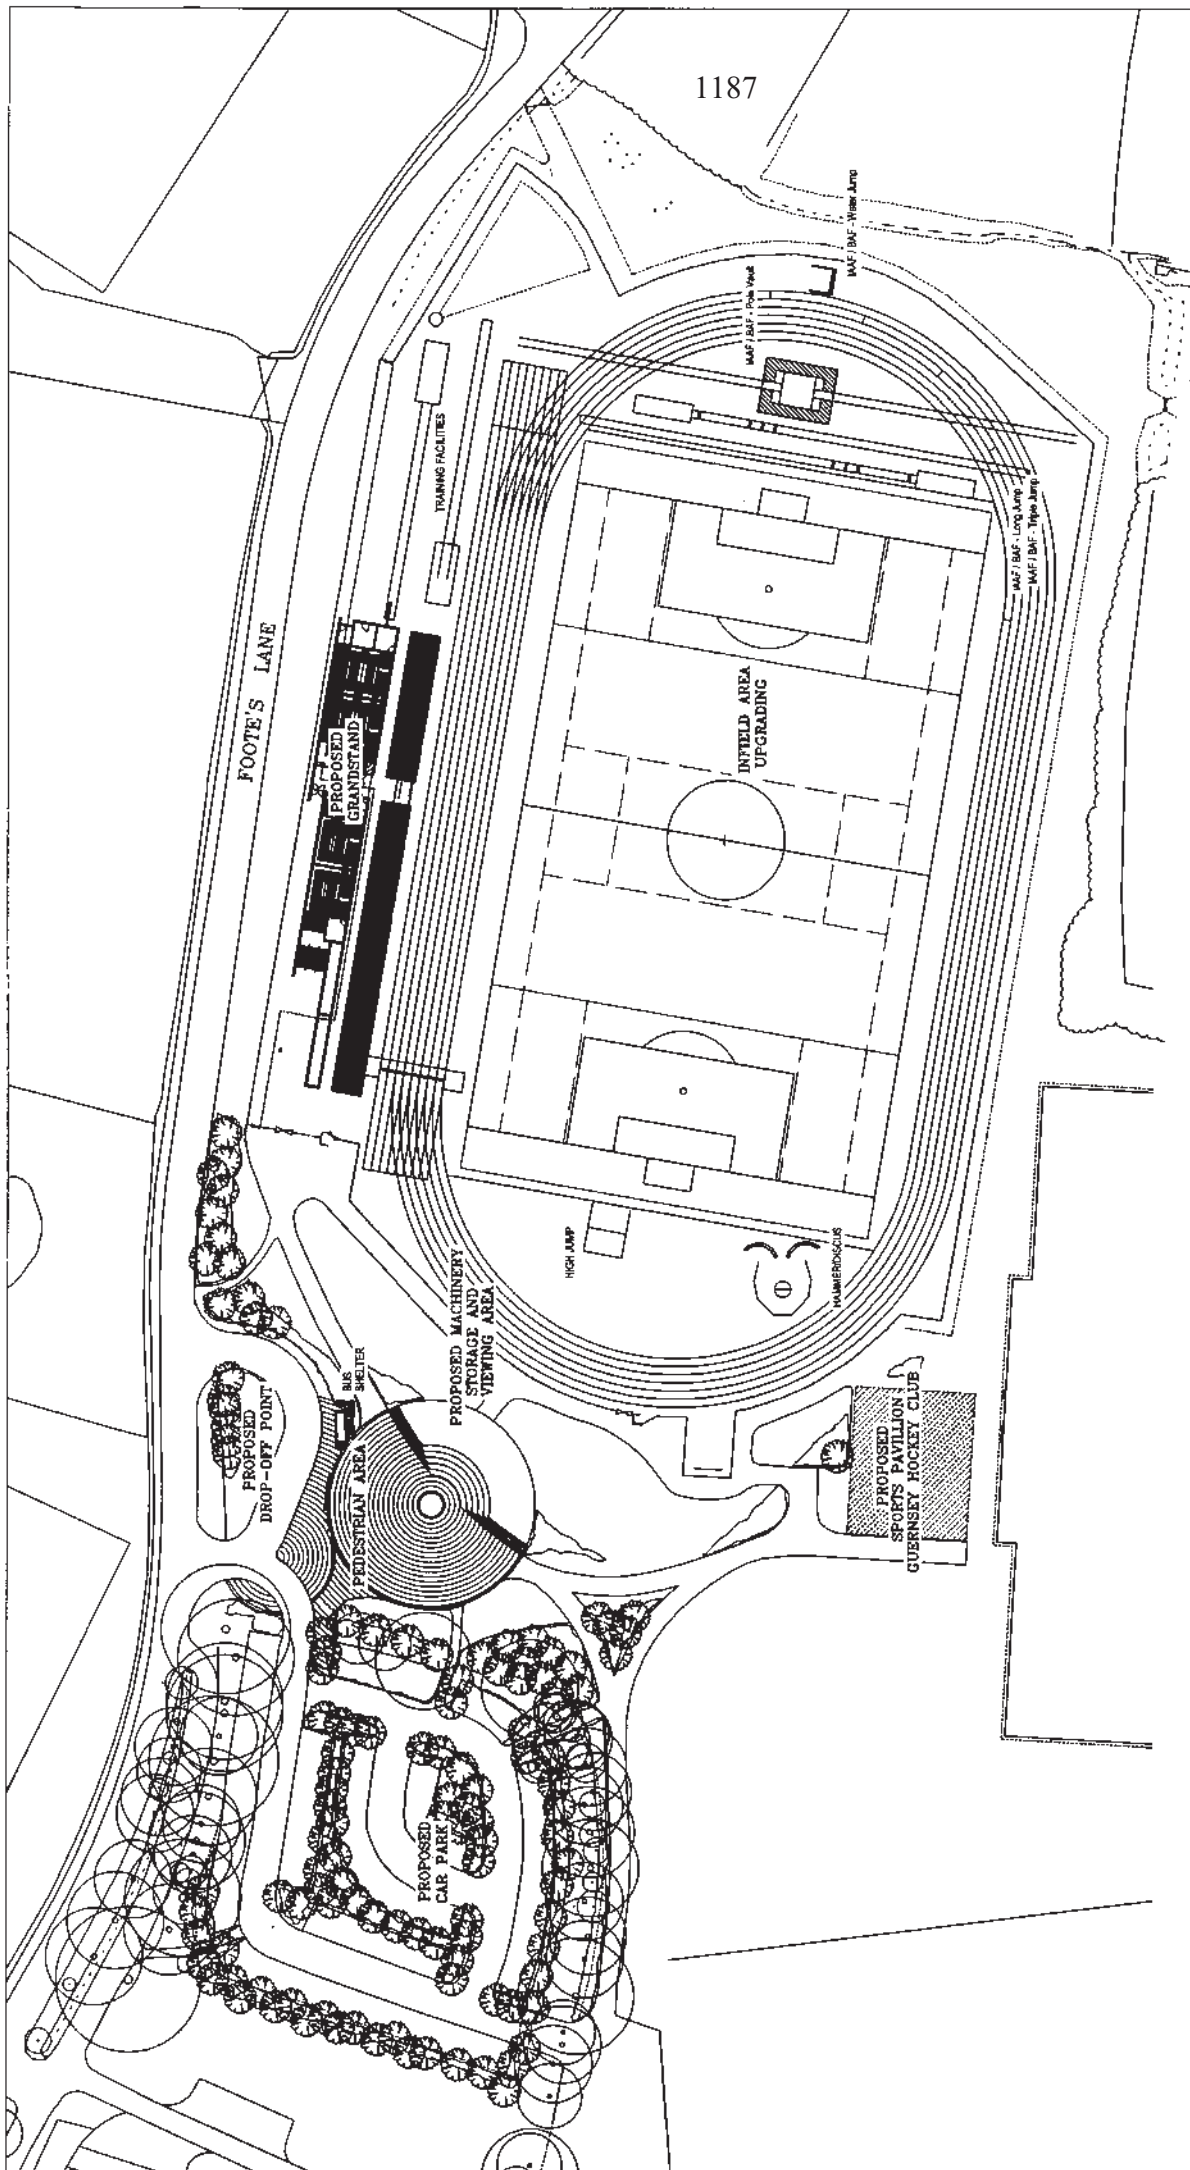 1187
IAAF / BAF - Water Jump
IAAF / BAF - Pole Vault
TRAINING FACILITIES
IAAF / BAF - Long Jump
IAAF / BAF - Triple Jump
FOOTE'S LANE
PROPOSED
GRANDSTAND
INFIELD AREA
UPGRADING
HIGH JUMP
HAMMER/DISCUS
PROPOSED MACHINERY
STORAGE AND
VIEWING AREA
BUS
SHELTER
PROPOSED
DROP-OFF POINT
PEDESTRIAN AREA
PROPOSED
SPORTS PAVILLION
GUERNSEY HOCKEY CLUB
PROPOSED
CAR PARK